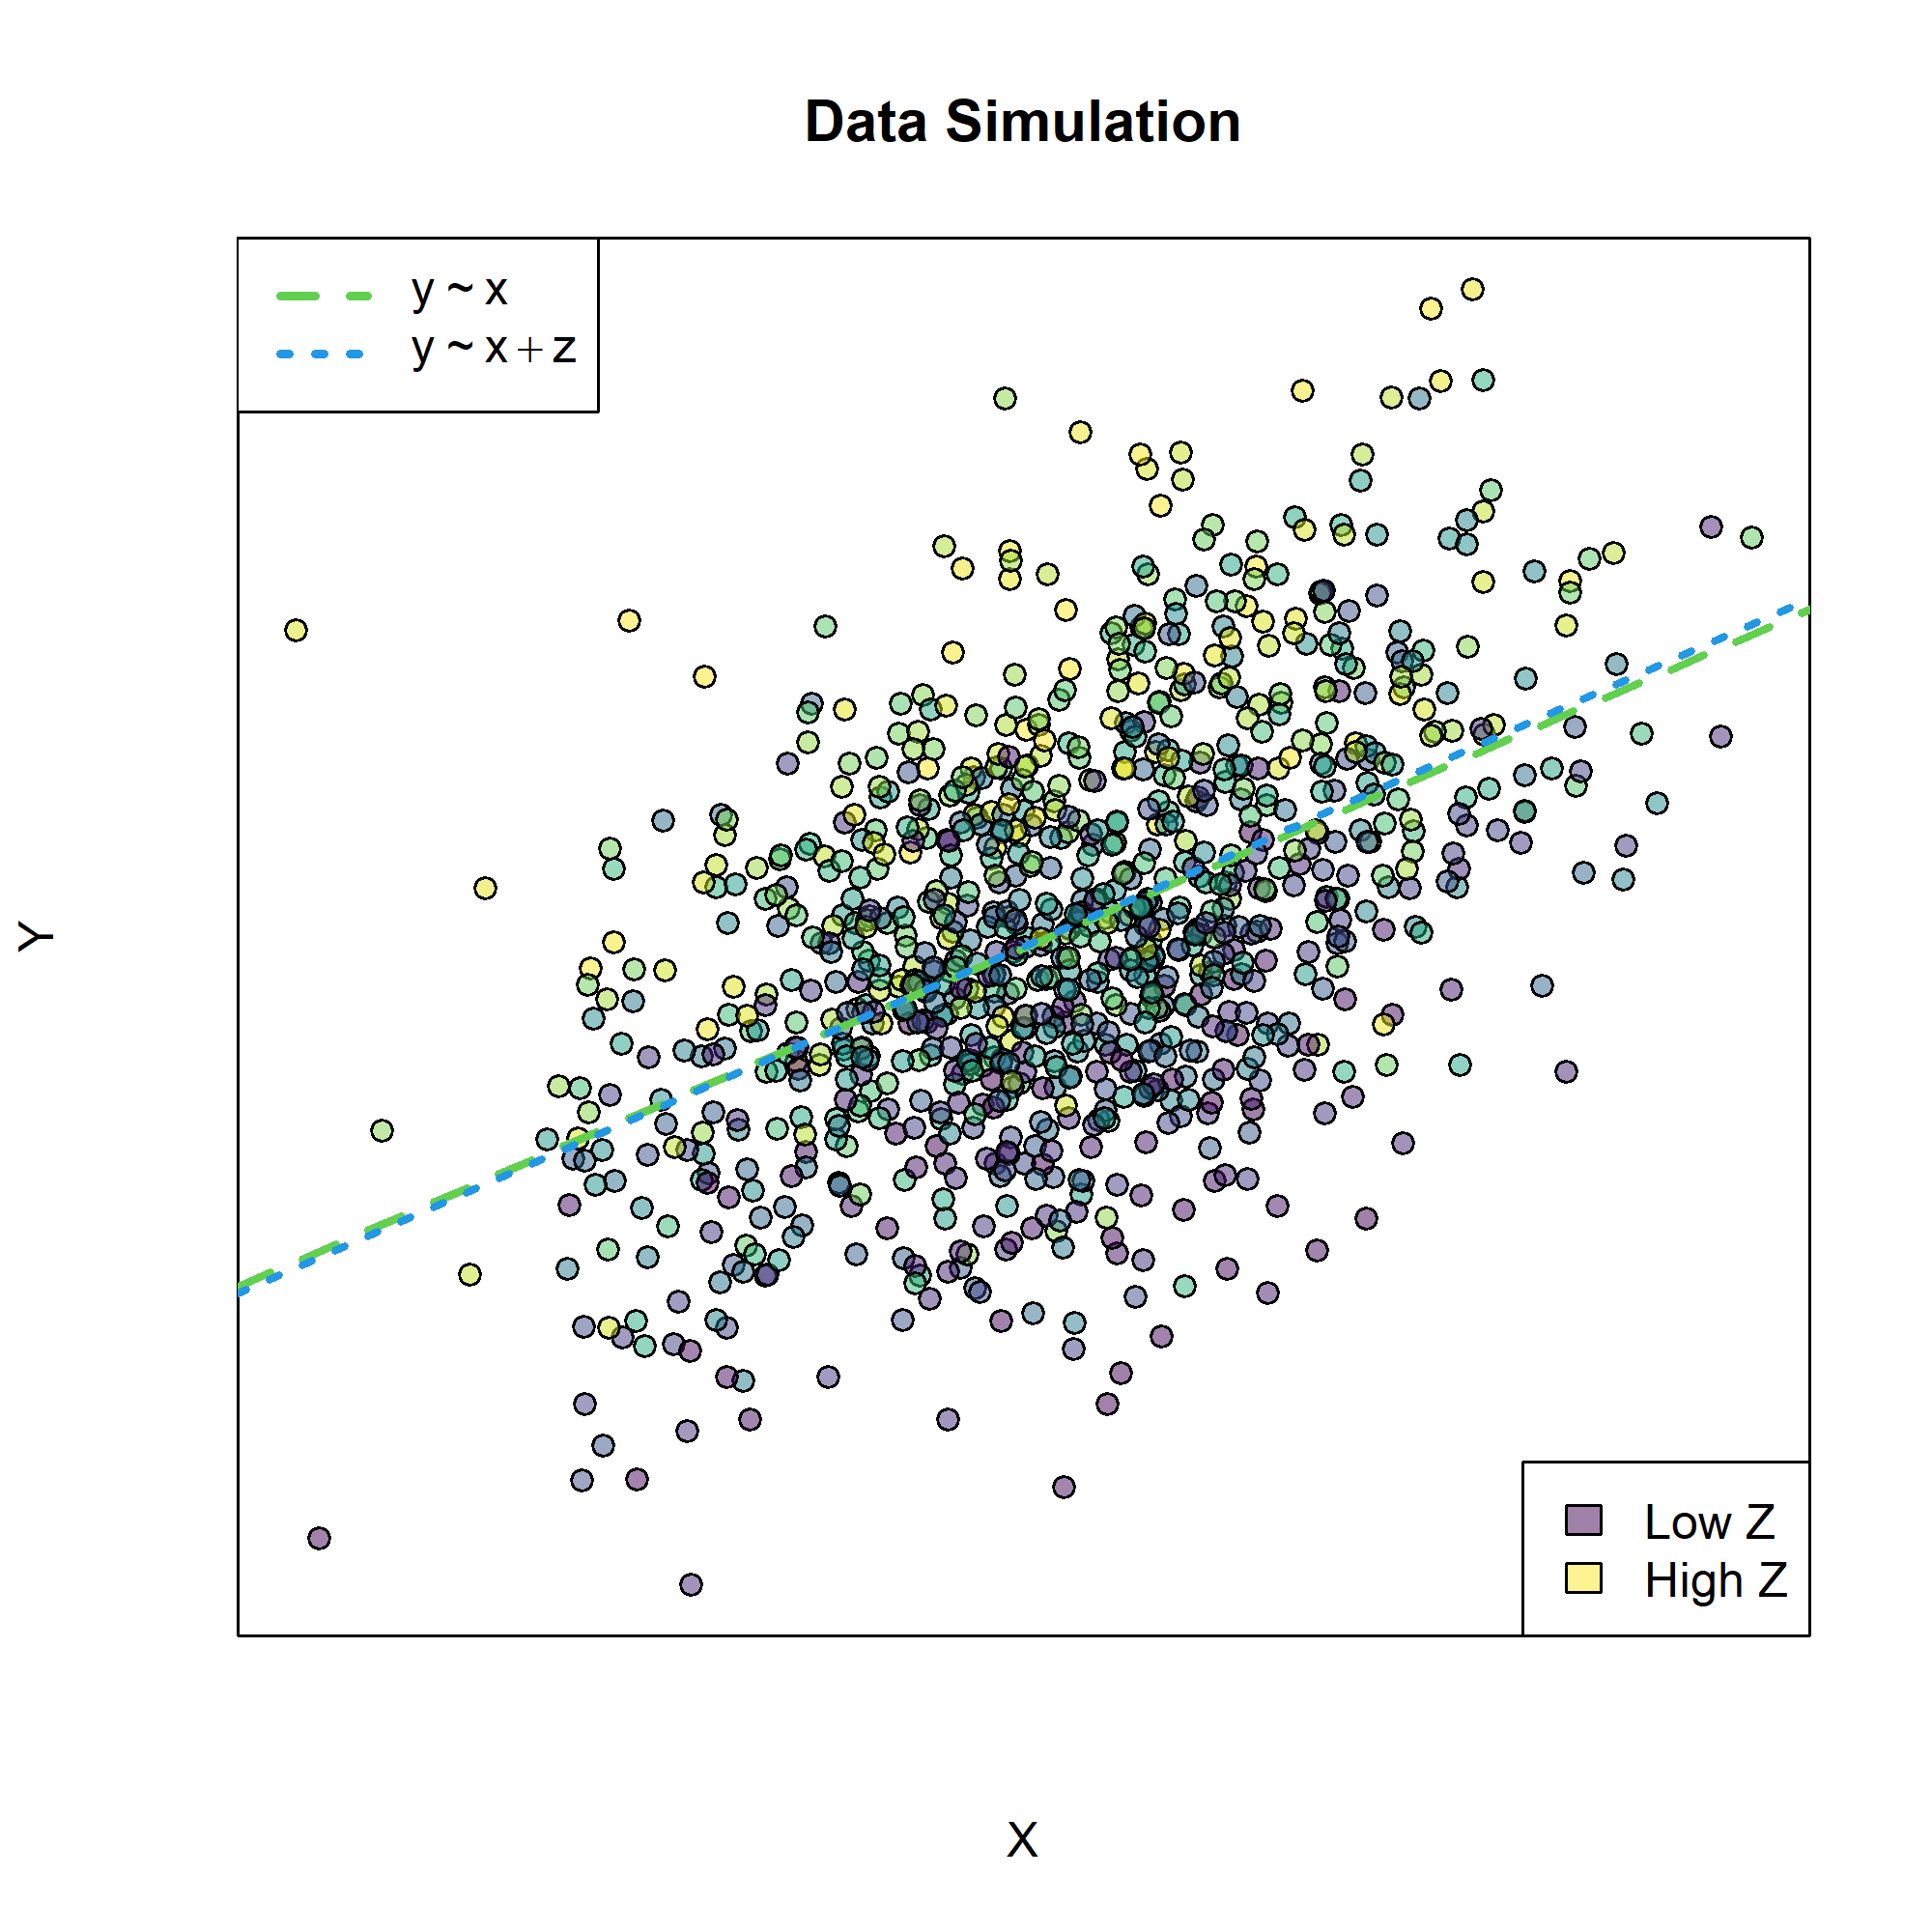 Data Simulation
y ~ x
y ~ x + z
Y
Low Z
High Z
X